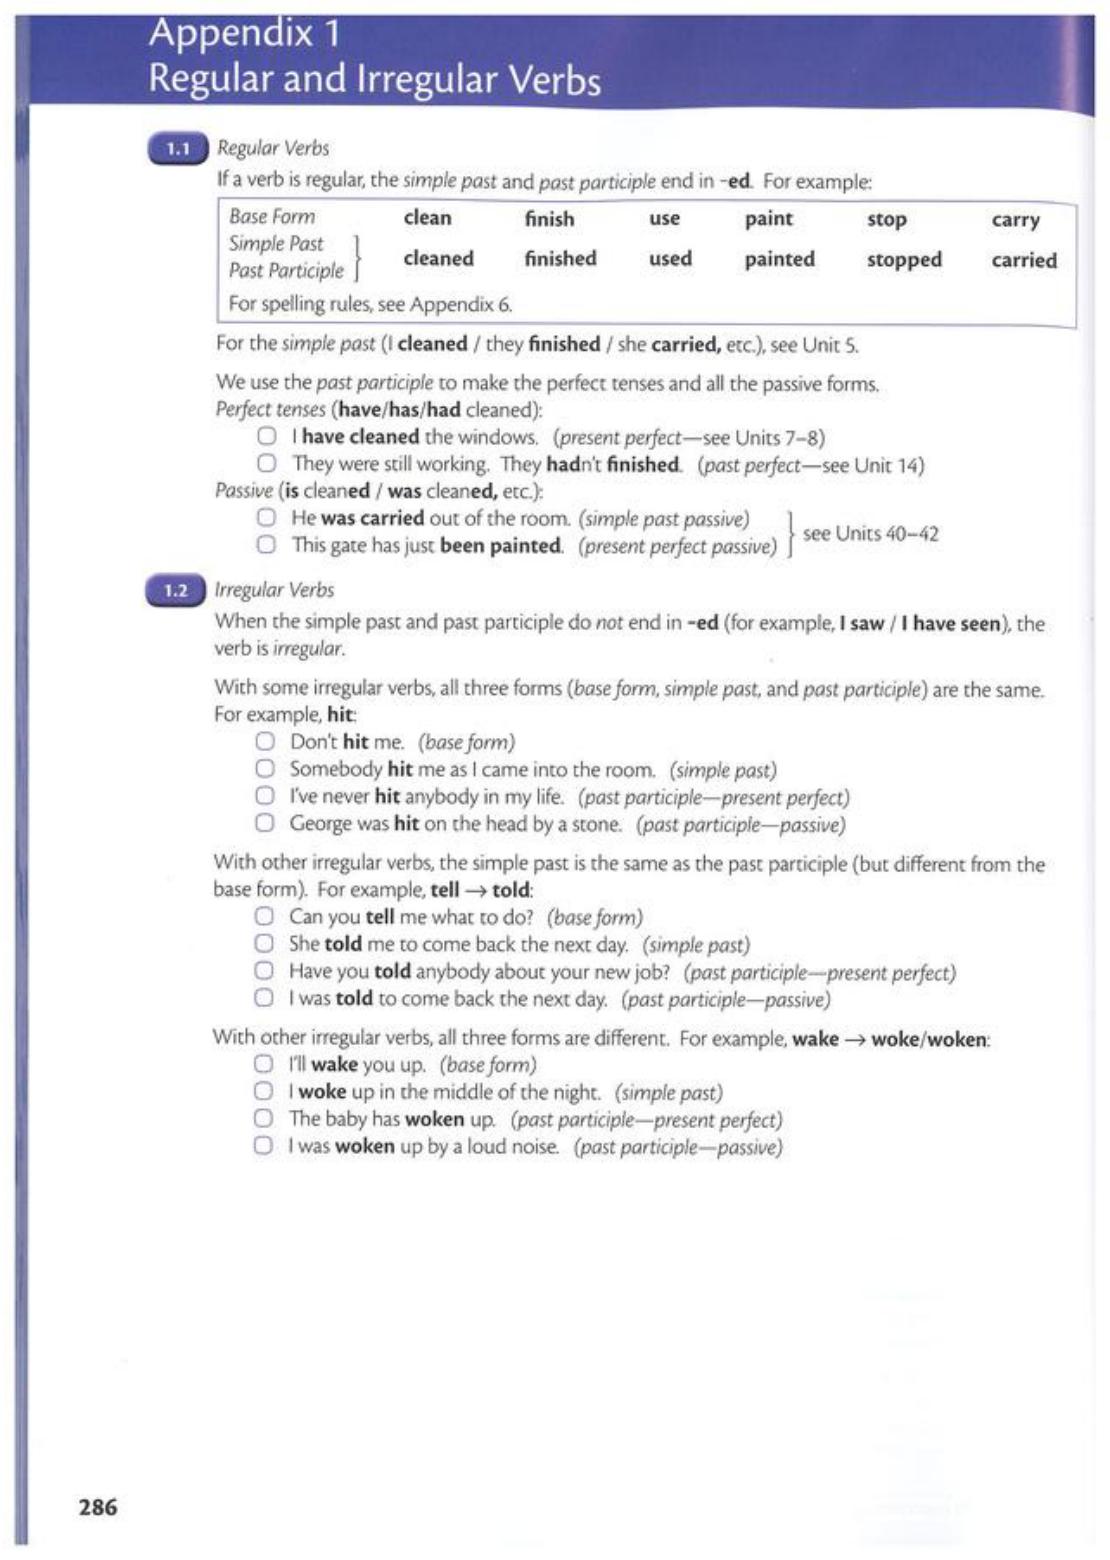 Appendix 1
Regular and Irregular Verbs
1.1 Regular Verbs
If a verb is regular, the simple past and past participle end in -ed. For example:
Base Form clean finish use paint stop carry
Simple Past
Past Participle } cleaned finished used painted stopped carried
For spelling rules, see Appendix 6.
For the simple past (I cleaned / they finished / she carried, etc.), see Unit 5.
We use the past participle to make the perfect tenses and all the passive forms.
Perfect tenses (have/has/had cleaned):
I have cleaned the windows. (present perfect—see Units 7–8)
They were still working. They hadn't finished. (past perfect—see Unit 14)
Passive (is cleaned / was cleaned, etc.):
He was carried out of the room. (simple past passive)
This gate has just been painted. (present perfect passive) } see Units 40–42
1.2 Irregular Verbs
When the simple past and past participle do not end in -ed (for example, I saw / I have seen), the
verb is irregular.
With some irregular verbs, all three forms (base form, simple past, and past participle) are the same.
For example, hit:
Don't hit me. (base form)
Somebody hit me as I came into the room. (simple past)
I've never hit anybody in my life. (past participle—present perfect)
George was hit on the head by a stone. (past participle—passive)
With other irregular verbs, the simple past is the same as the past participle (but different from the
base form). For example, tell → told:
Can you tell me what to do? (base form)
She told me to come back the next day. (simple past)
Have you told anybody about your new job? (past participle—present perfect)
I was told to come back the next day. (past participle—passive)
With other irregular verbs, all three forms are different. For example, wake → woke/woken:
I'll wake you up. (base form)
I woke up in the middle of the night. (simple past)
The baby has woken up. (past participle—present perfect)
I was woken up by a loud noise. (past participle—passive)
286